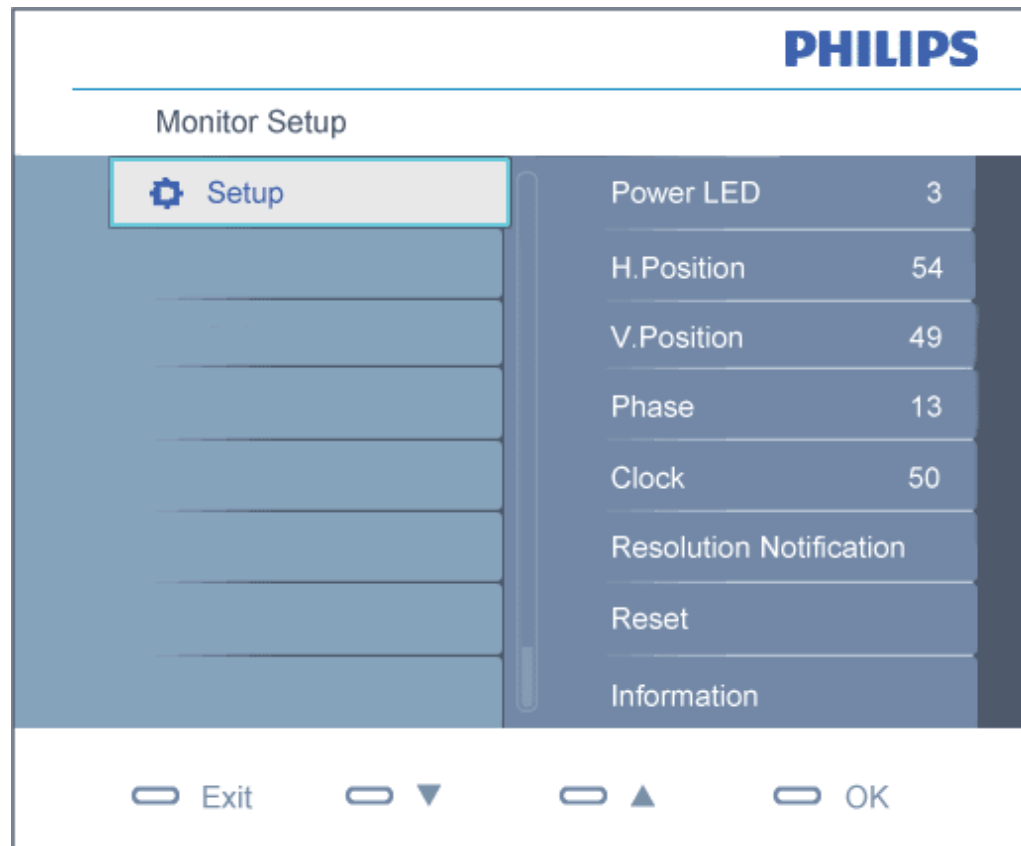 PHILIPS
Monitor Setup
Setup
Power LED 3
H.Position 54
V.Position 49
Phase 13
Clock 50
Resolution Notification
Reset
Information
Exit ▼ ▲ OK